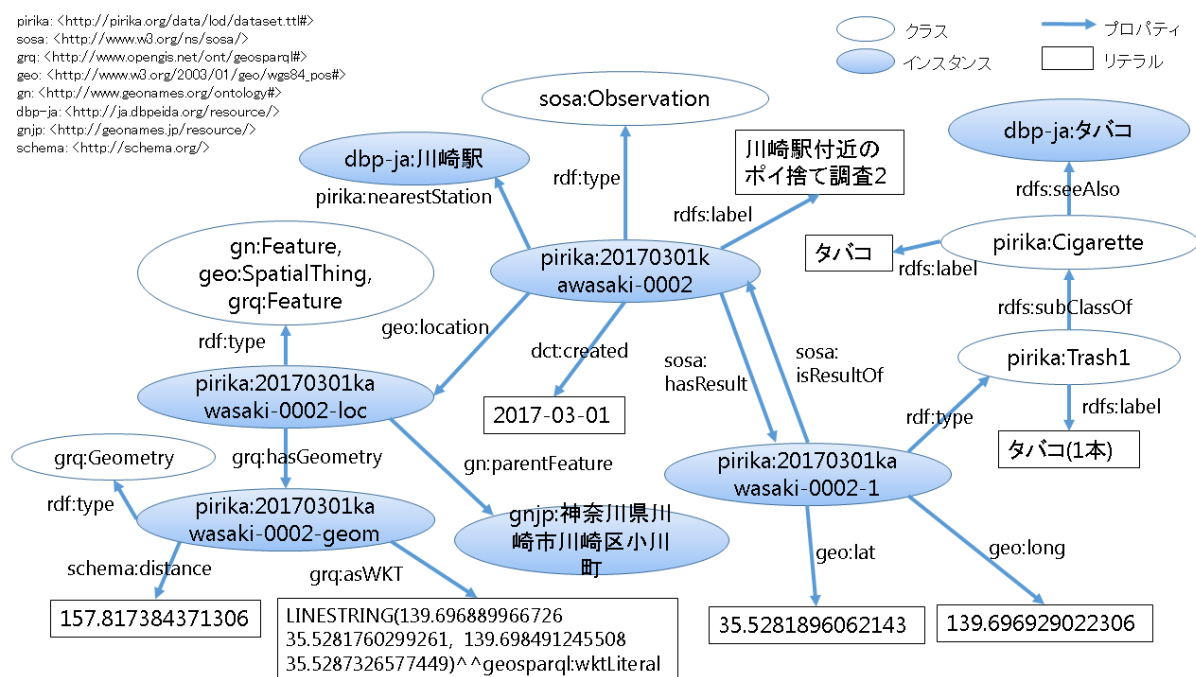 pirika: <http://pirika.org/data/lod/dataset.ttl#>
sosa: <http://www.w3.org/ns/sosa/>
grq: <http://www.opengis.net/ont/geosparql#>
geo: <http://www.w3.org/2003/01/geo/wgs84_pos#>
gn: <http://www.geonames.org/ontology#>
dbp-ja: <http://ja.dbpeida.org/resource/>
gnjp: <http://geonames.jp/resource/>
schema: <http://schema.org/>
クラス
プロパティ
インスタンス
リテラル
sosa:Observation
dbp-ja:タバコ
dbp-ja:川崎駅
川崎駅付近の
ポイ捨て調査2
rdf:type
pirika:nearestStation
rdfs:label
rdfs:seeAlso
gn:Feature,
geo:SpatialThing,
grq:Feature
pirika:20170301k
awasaki-0002
タバコ
rdfs:label
pirika:Cigarette
rdfs:subClassOf
geo:location
rdf:type
dct:created
sosa:
hasResult
sosa:
isResultOf
pirika:Trash1
pirika:20170301ka
wasaki-0002-loc
2017-03-01
rdf:type
rdfs:label
タバコ(1本)
grq:Geometry
grq:hasGeometry
gn:parentFeature
pirika:20170301ka
wasaki-0002-1
rdf:type
pirika:20170301ka
wasaki-0002-geom
gnjp:神奈川県川
崎市川崎区小川
町
geo:lat
geo:long
schema:distance
grq:asWKT
157.817384371306
LINESTRING(139.696889966726
35.5281760299261, 139.698491245508
35.5287326577449)^^geosparql:wktLiteral
35.5281896062143
139.696929022306